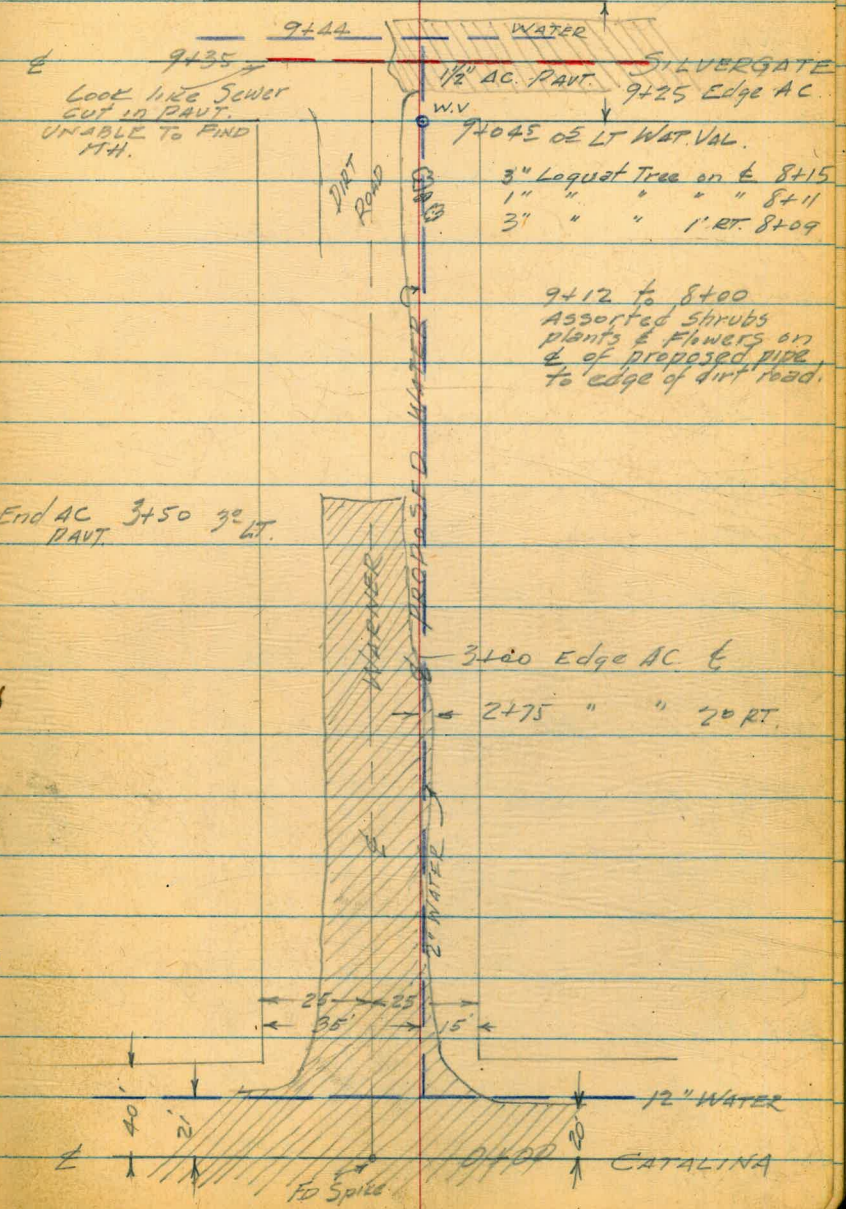 9+44
WATER
℄
9+35
SILVERGATE
1½" AC. PAVT.
9+25 Edge AC.
Look like Sewer
CUT in PAVT.
UNABLE TO FIND
MH.
W.V
9+04⁵ 0⁵ LT WAT. VAL.
DIRT
ROAD
3" Loquat Tree on ℄ 8+15
1" " " " " 8+11
3" " " 1' RT. 8+09
9+12 to 8+00
Assorted Shrubs
plants & Flowers on
℄ of proposed pipe
to edge of dirt road.
PROPOSED WATER
End AC 3+50 3⁰ LT.
PAVT.
WARNER
3+00 Edge AC ℄
2+75 " " 2⁰ RT.
℄
2" WATER
25 25
35' 15'
40'
21'
12" WATER
20'
℄
0+00
CATALINA
FD Spike